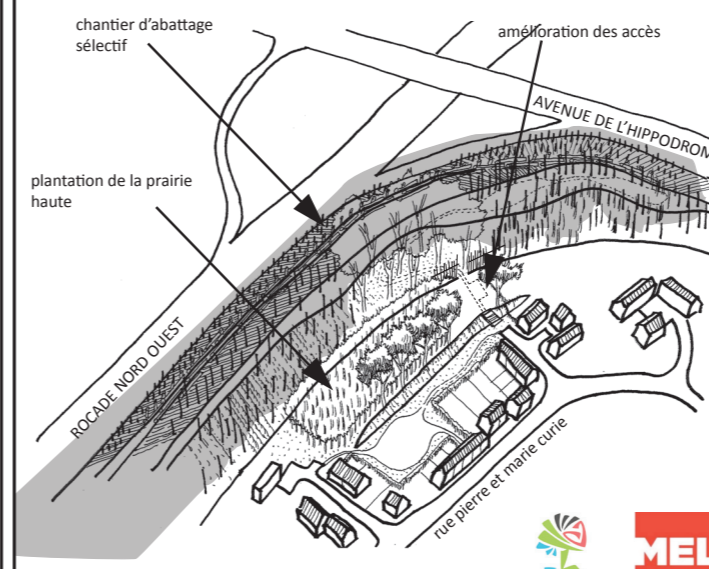 chantier d'abattage
sélectif
amélioration des accès
AVENUE DE L'HIPPODROM
plantation de la prairie
haute
ROCADE NORD OUEST
rue pierre et marie curie
MEL